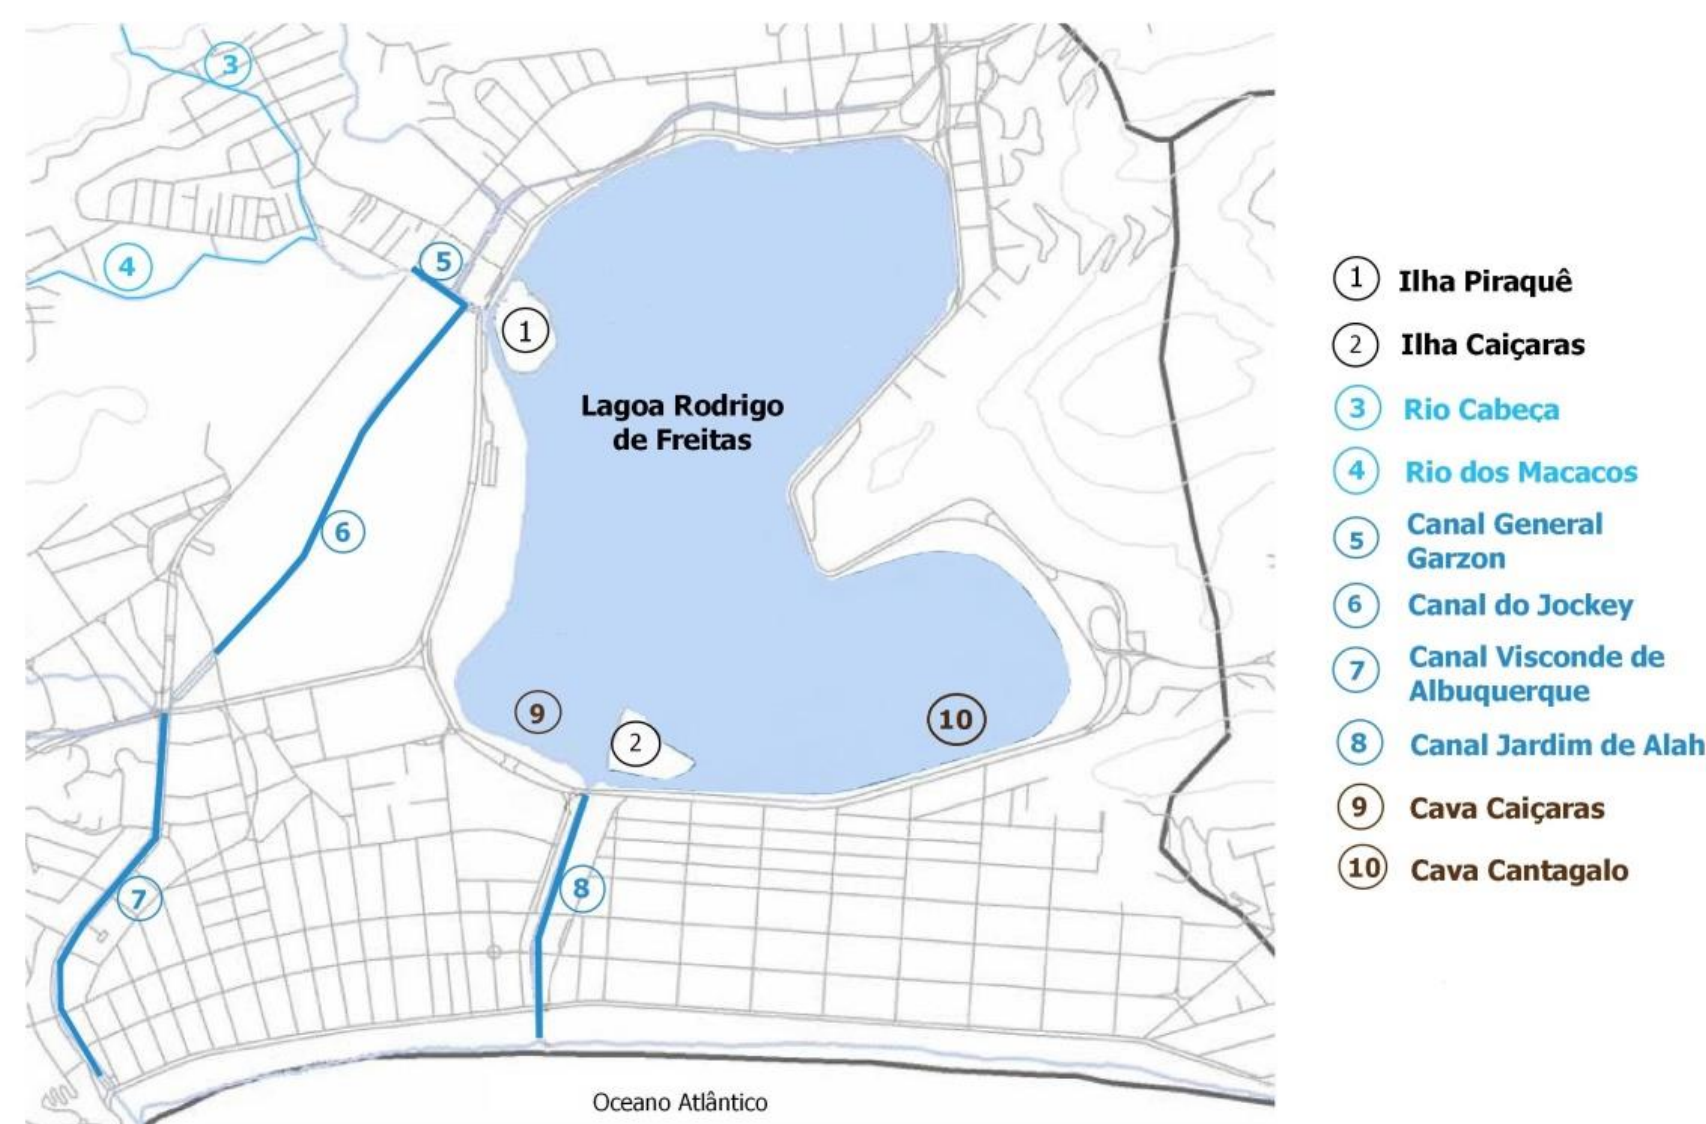 3
4
5
1
Lagoa Rodrigo
de Freitas
6
9
2
10
7
8
Oceano Atlântico
1 Ilha Piraquê
2 Ilha Caiçaras
3 Rio Cabeça
4 Rio dos Macacos
5 Canal General
Garzon
6 Canal do Jockey
7 Canal Visconde de
Albuquerque
8 Canal Jardim de Alah
9 Cava Caiçaras
10 Cava Cantagalo